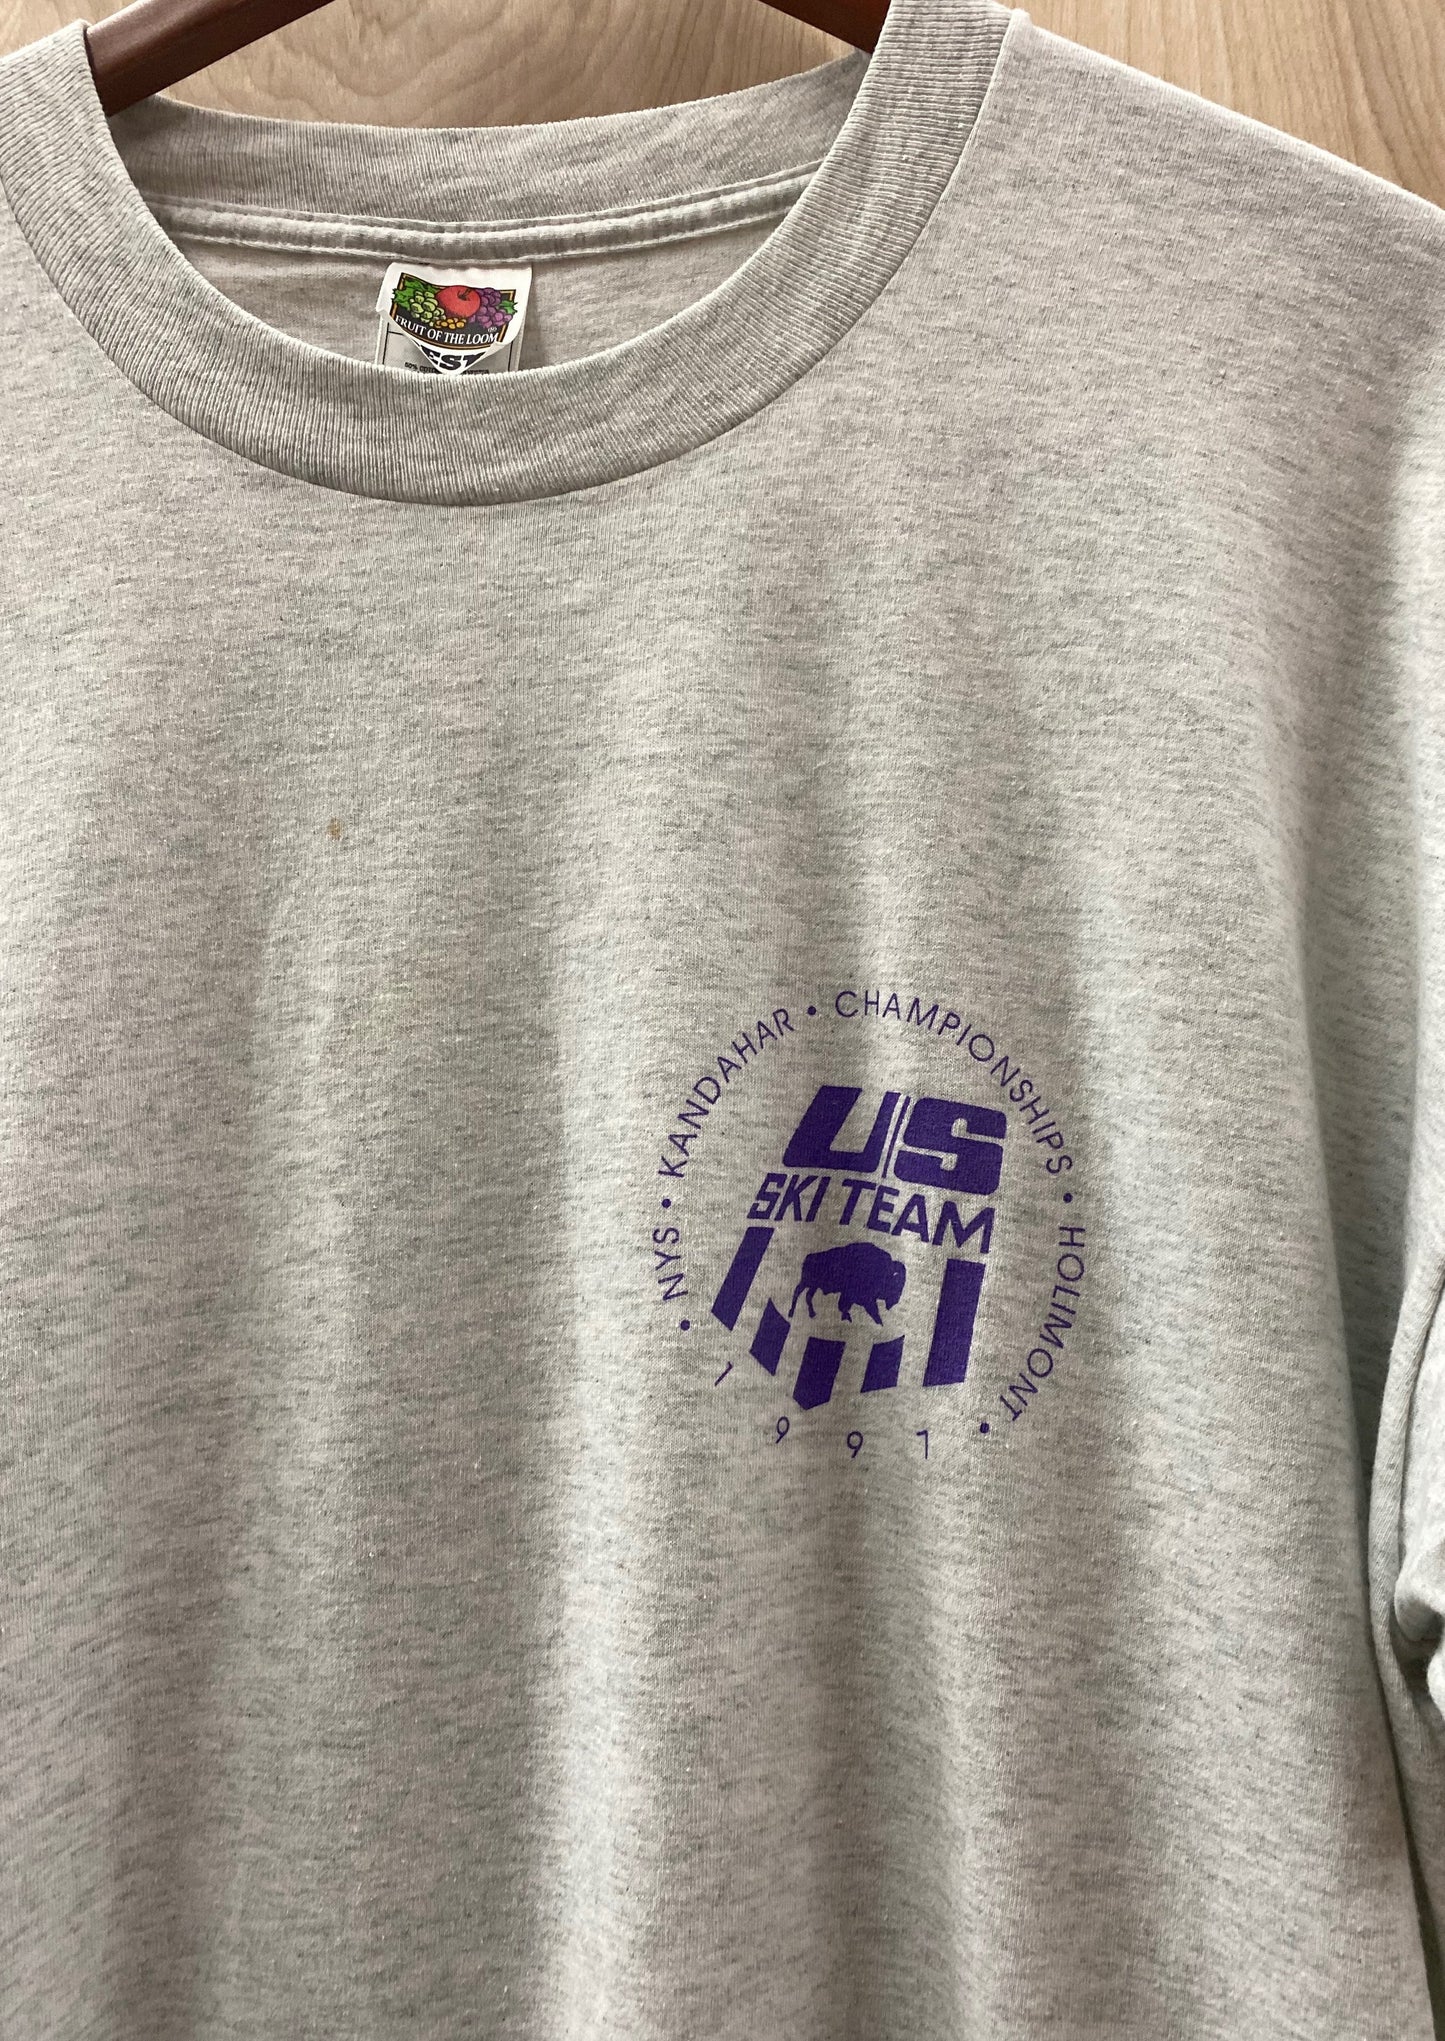 FRUIT OF THE LOOM
• NYS • KANDAHAR • CHAMPIONSHIPS • HOLIMONT •
US
SKI TEAM
1991